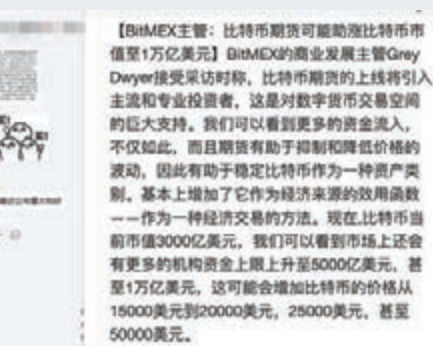 【BitMEX主管：比特币期货可能助涨比特币市
值至1万亿美元】BitMEX的商业发展主管Grey
Dwyer接受采访时称，比特币期货的上线将引入
主流和专业投资者，这是对数字货币交易空间
的巨大支持。我们可以看到更多的资金流入，
不仅如此，而且期货有助于抑制和降低价格的
波动，因此有助于稳定比特币作为一种资产类
别。基本上增加了它作为经济来源的效用函数
——作为一种经济交易的方法。现在,比特币当
前市值3000亿美元，我们可以看到市场上还会
有更多的机构资金上限上升至5000亿美元，甚
至1万亿美元，这可能会增加比特币的价格从
15000美元到20000美元，25000美元，甚至
50000美元。